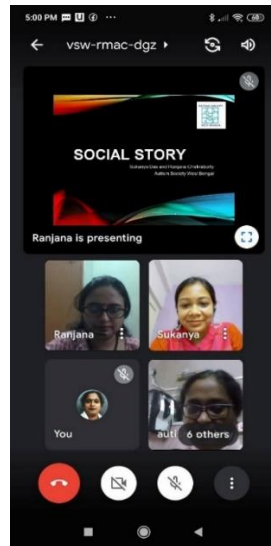 5:00 PM
vsw-rmac-dgz
SOCIAL STORY
Sukanya Das and Ranjana Chakraborty
Autism Society West Bengal
Ranjana is presenting
Ranjana
Sukanya
You
auti 6 others